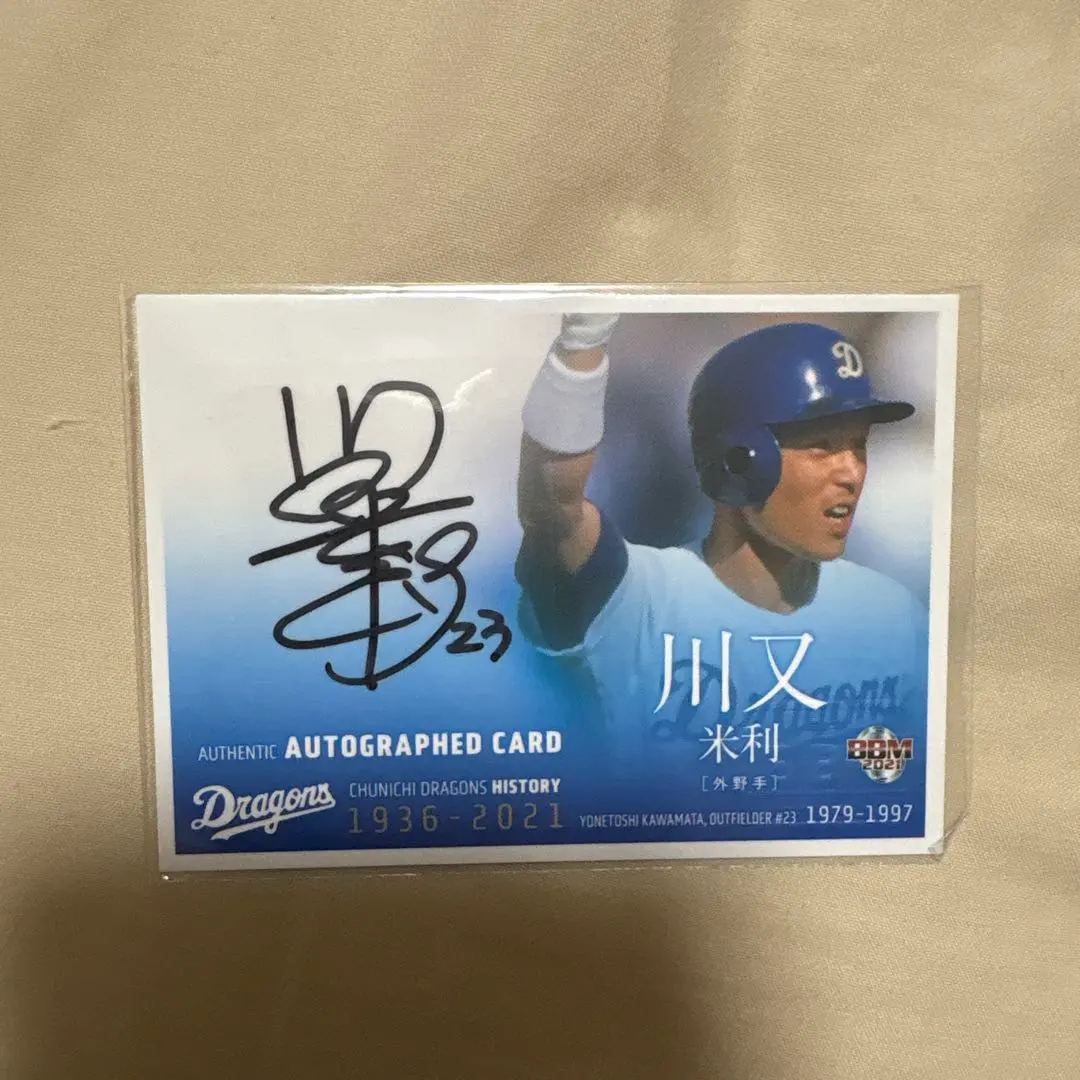 23
D
川又
Dragons
米利
[外野手]
BBM
2021
AUTHENTIC AUTOGRAPHED CARD
Dragons
CHUNICHI DRAGONS HISTORY
1936-2021
YONETOSHI KAWAMATA, OUTFIELDER #23 1979-1997